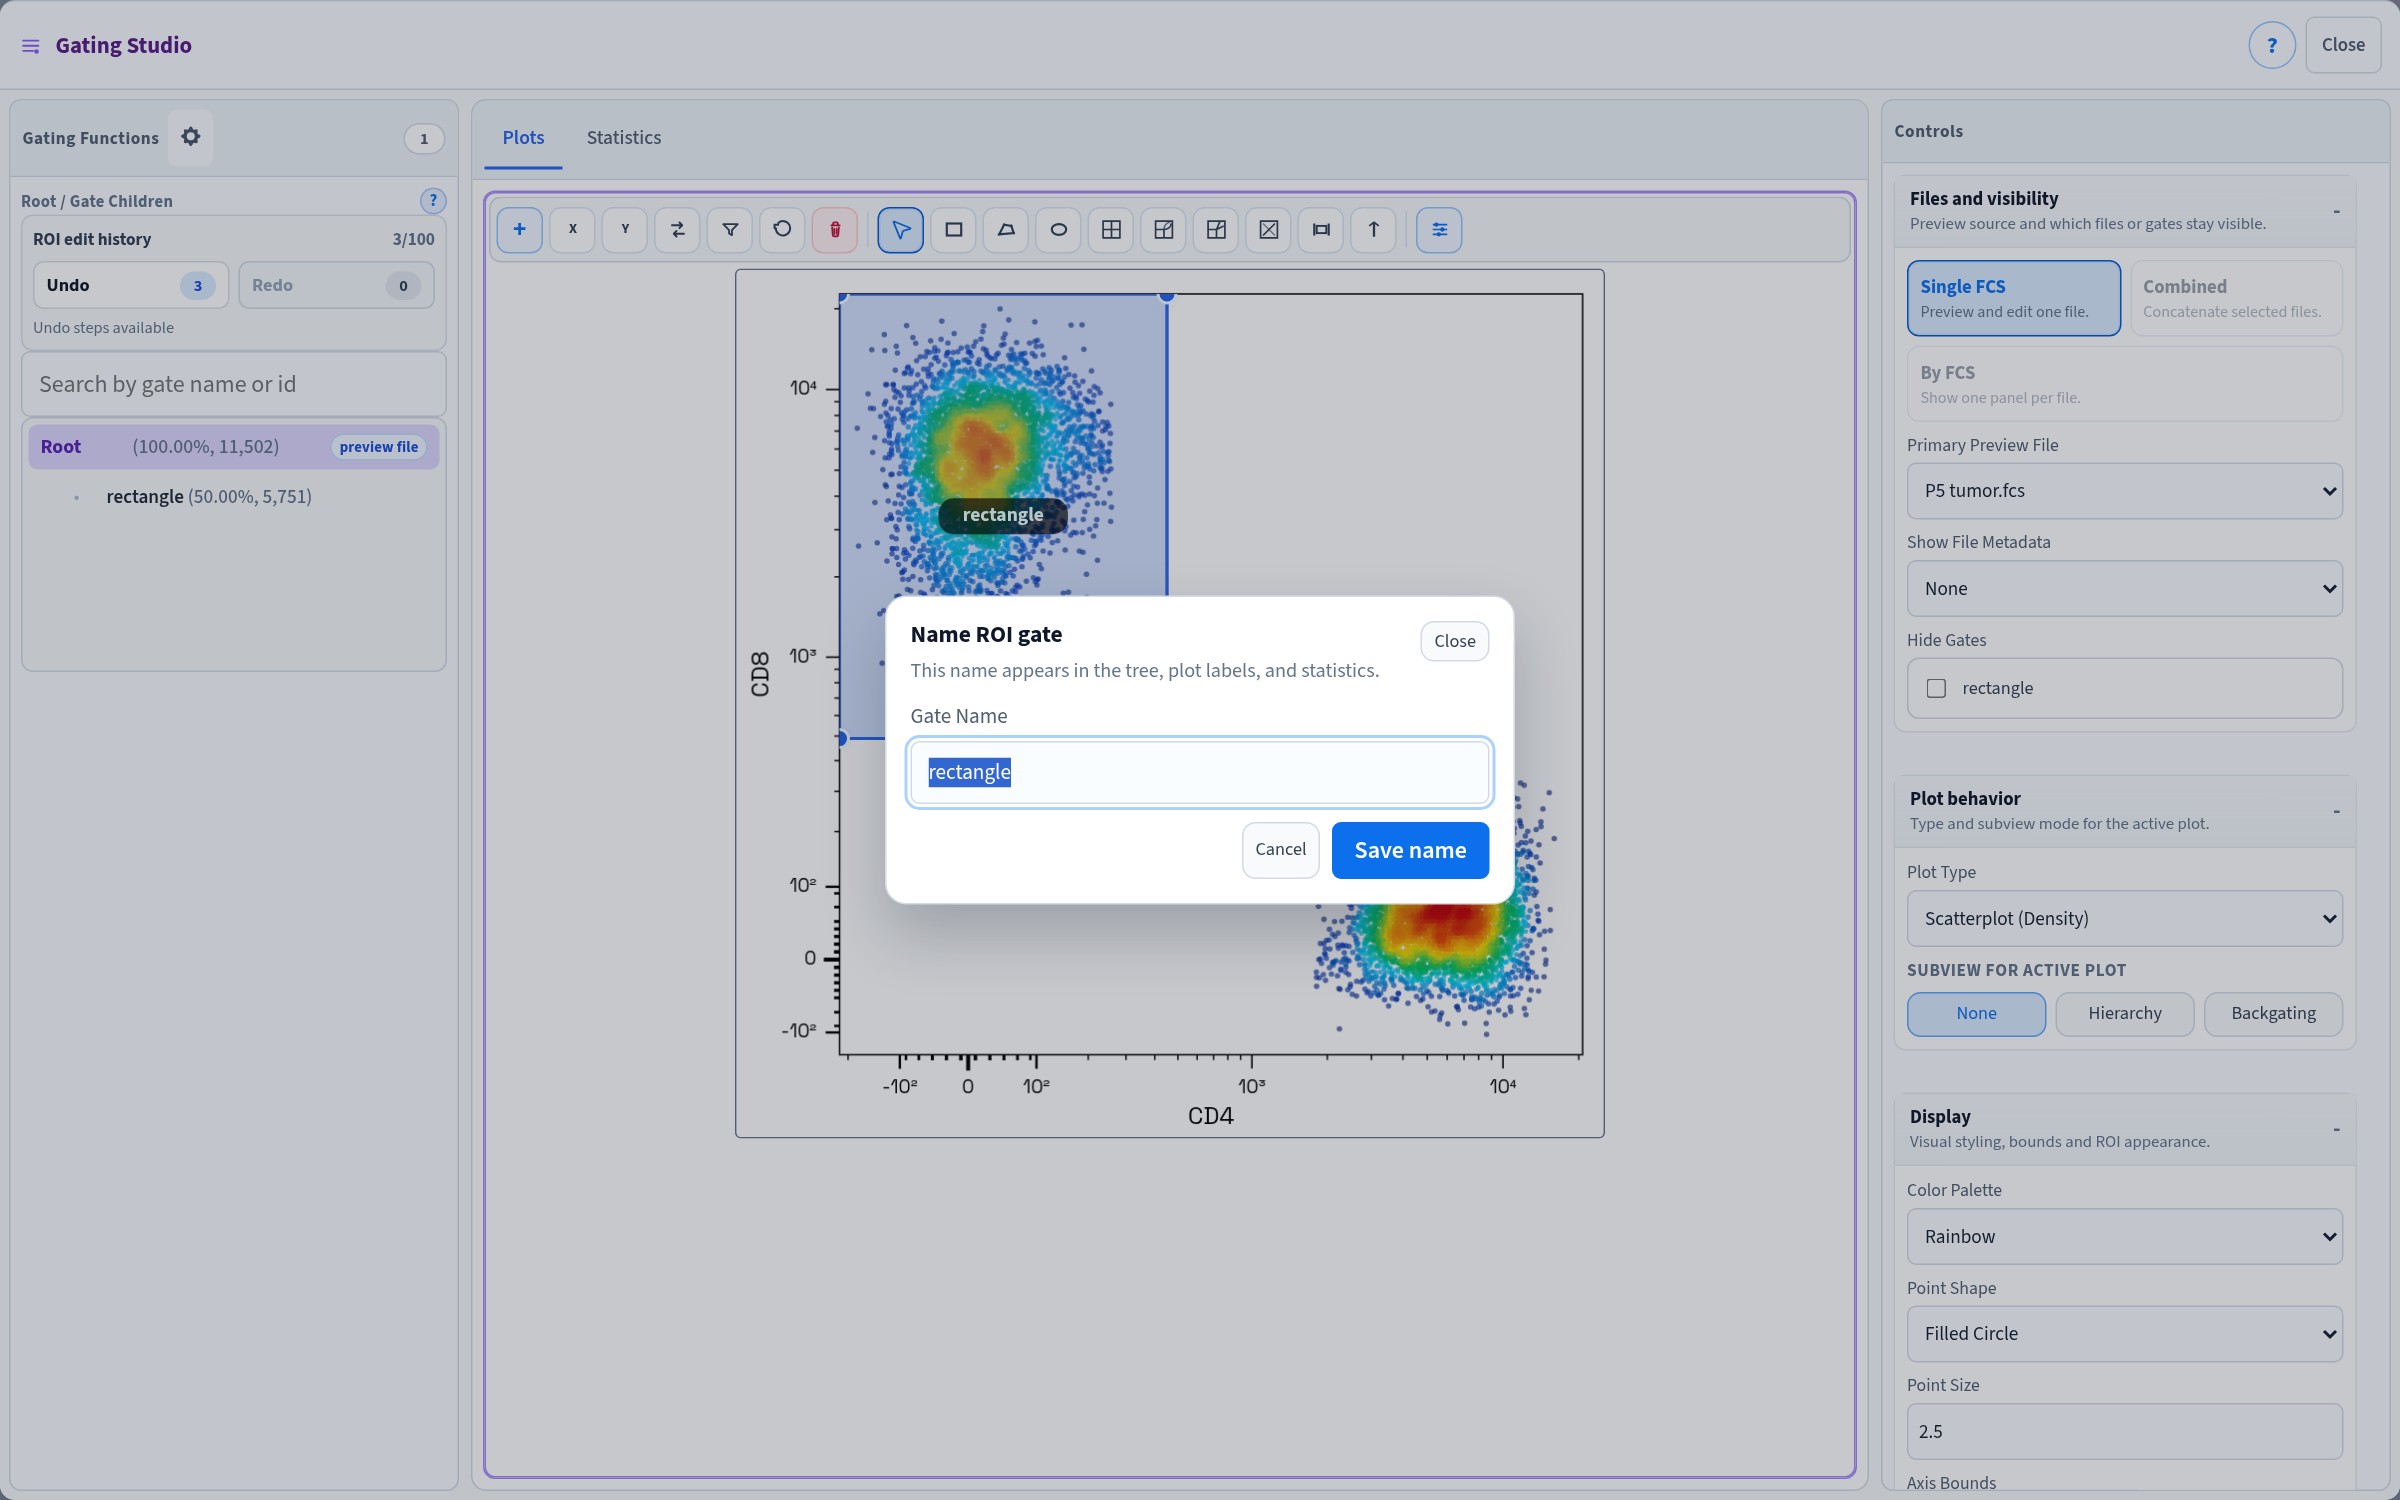 Gating Studio
?
Close
Gating Functions
1
Root / Gate Children
?
ROI edit history
3/100
Undo
3
Redo
0
Undo steps available
Search by gate name or id
Root
(100.00%, 11,502)
preview file
rectangle (50.00%, 5,751)
Plots
Statistics
+
X
Y
10⁴
10³
10²
0
-10²
CD8
rectangle
-10²
0
10²
10³
10⁴
CD4
Name ROI gate
Close
This name appears in the tree, plot labels, and statistics.
Gate Name
rectangle
Cancel
Save name
Controls
Files and visibility
-
Preview source and which files or gates stay visible.
Single FCS
Preview and edit one file.
Combined
Concatenate selected files.
By FCS
Show one panel per file.
Primary Preview File
P5 tumor.fcs
Show File Metadata
None
Hide Gates
rectangle
Plot behavior
-
Type and subview mode for the active plot.
Plot Type
Scatterplot (Density)
SUBVIEW FOR ACTIVE PLOT
None
Hierarchy
Backgating
Display
-
Visual styling, bounds and ROI appearance.
Color Palette
Rainbow
Point Shape
Filled Circle
Point Size
2.5
Axis Bounds